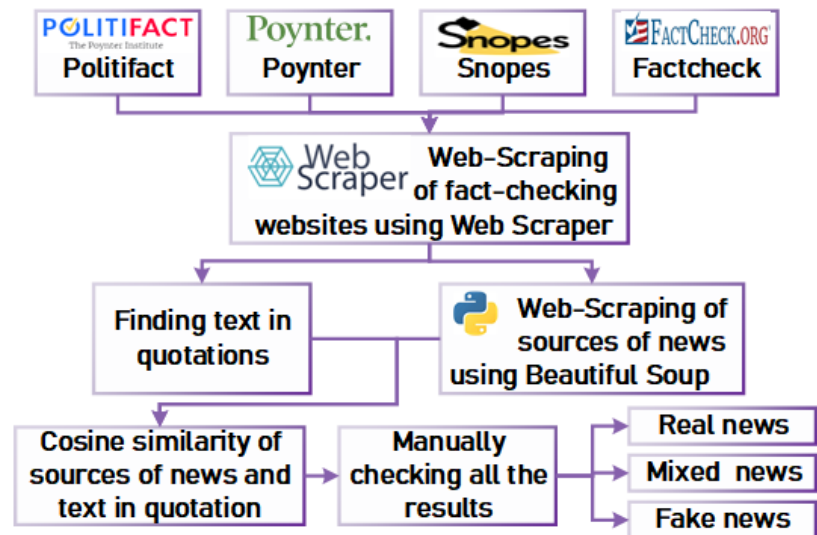 POLITIFACT
The Poynter Institute
Politifact
Poynter.
Poynter
Snopes
Snopes
FACTCHECK.ORG
Factcheck
Web
Scraper
Web-Scraping
of fact-checking
websites using Web Scraper
Finding text in
quotations
Web-Scraping of
sources of news
using Beautiful Soup
Cosine similarity of
sources of news and
text in quotation
Manually
checking all the
results
Real news
Mixed news
Fake news